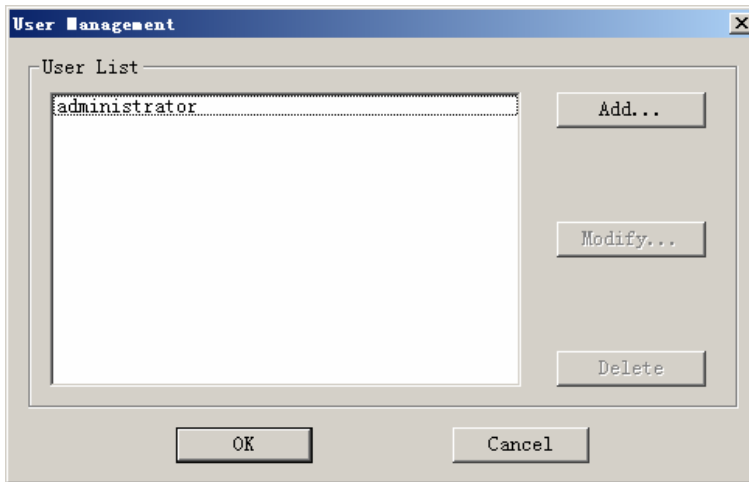 User Management
User List
administrator
Add...
Modify...
Delete
OK
Cancel